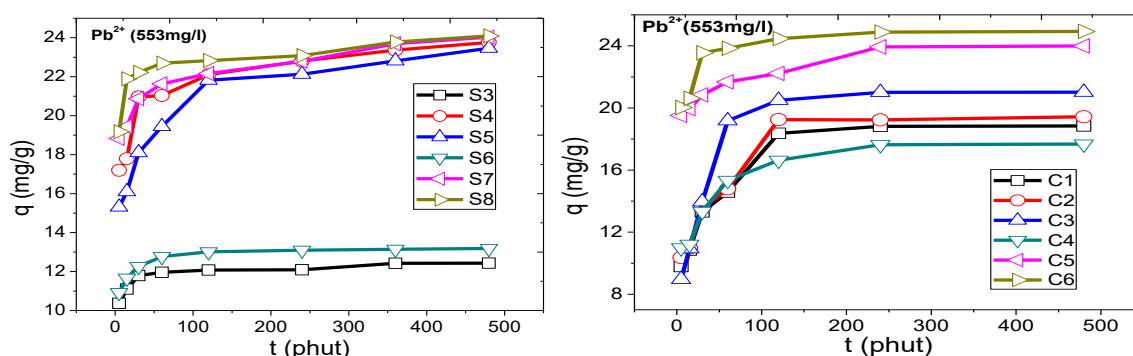 Pb2+ (553mg/l)
24
22
20
18
16
14
12
10
q (mg/g)
S3
S4
S5
S6
S7
S8
0 100 200 300 400 500
t (phut)
Pb2+(553mg/l)
24
20
16
12
8
q (mg/g)
C1
C2
C3
C4
C5
C6
0 100 200 300 400 500
t (phut)